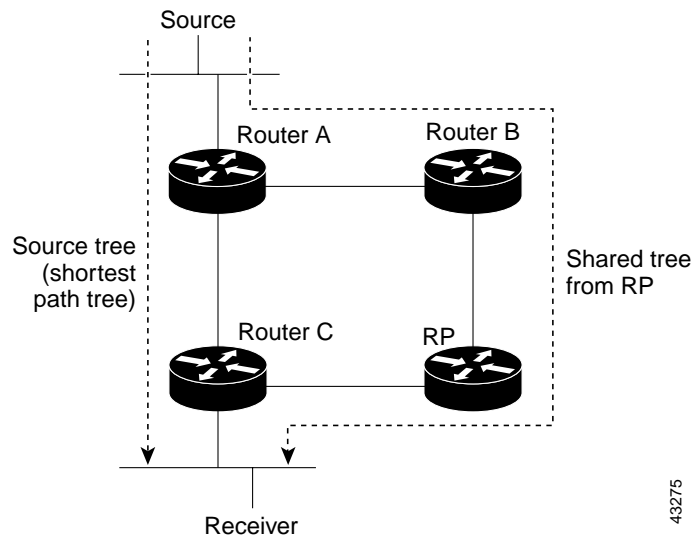 Source
Router A
Router B
Source tree
(shortest
path tree)
Shared tree
from RP
Router C
RP
Receiver
43275